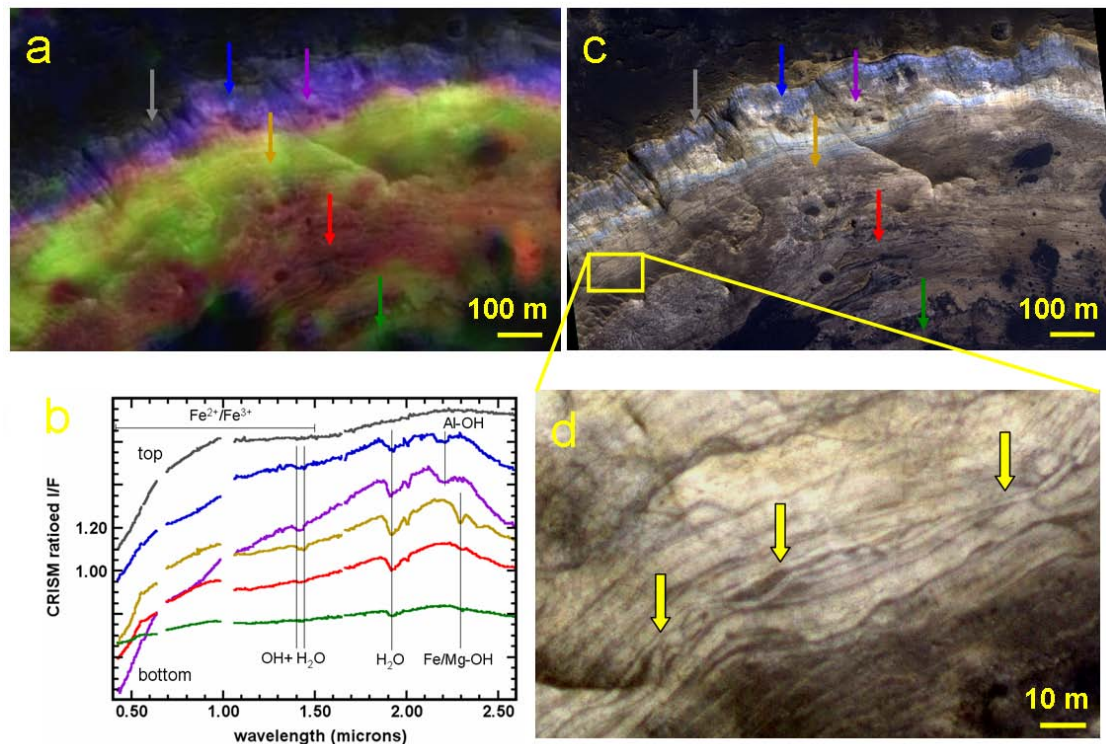 a
100 m
c
100 m
b
Fe2+/Fe3+
Al-OH
top
1.20
1.00
CRISM ratioed I/F
OH+ H2O
H2O
Fe/Mg-OH
bottom
0.50
1.00
1.50
2.00
2.50
wavelength (microns)
d
10 m